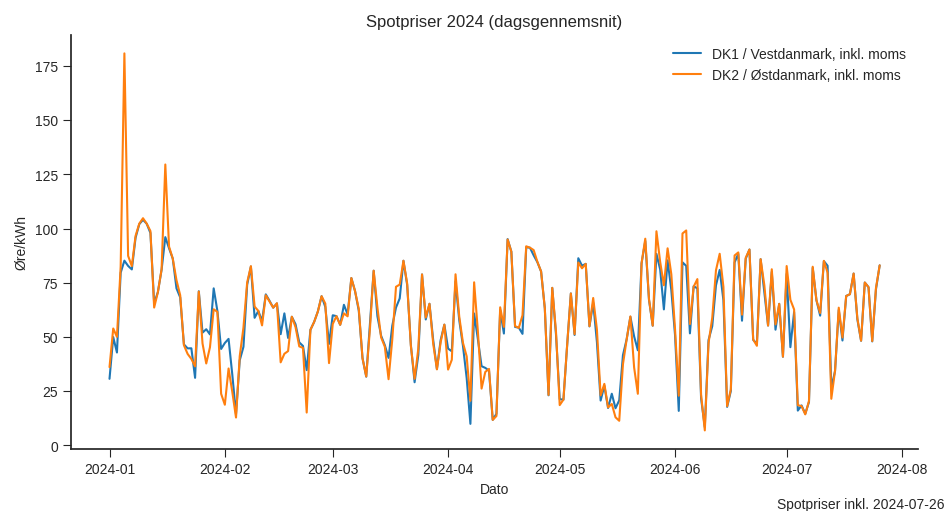 Spotpriser 2024 (dagsgennemsnit)
DK1 / Vestdanmark, inkl. moms
DK2 / Østdanmark, inkl. moms
Øre/kWh
175
150
125
100
75
50
25
0
2024-01
2024-02
2024-03
2024-04
2024-05
2024-06
2024-07
2024-08
Dato
Spotpriser inkl. 2024-07-26